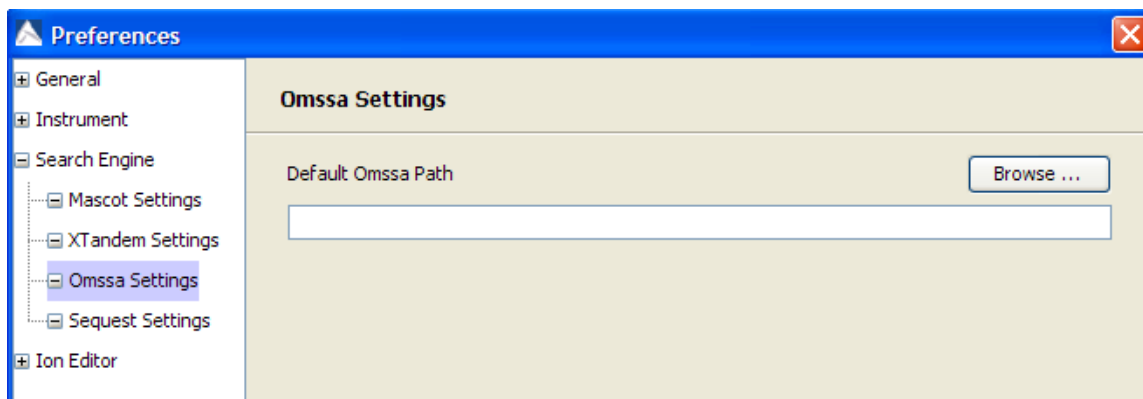 Preferences
General
Instrument
Search Engine
Mascot Settings
XTandem Settings
Omssa Settings
Sequest Settings
Ion Editor
Omssa Settings
Default Omssa Path
Browse ...